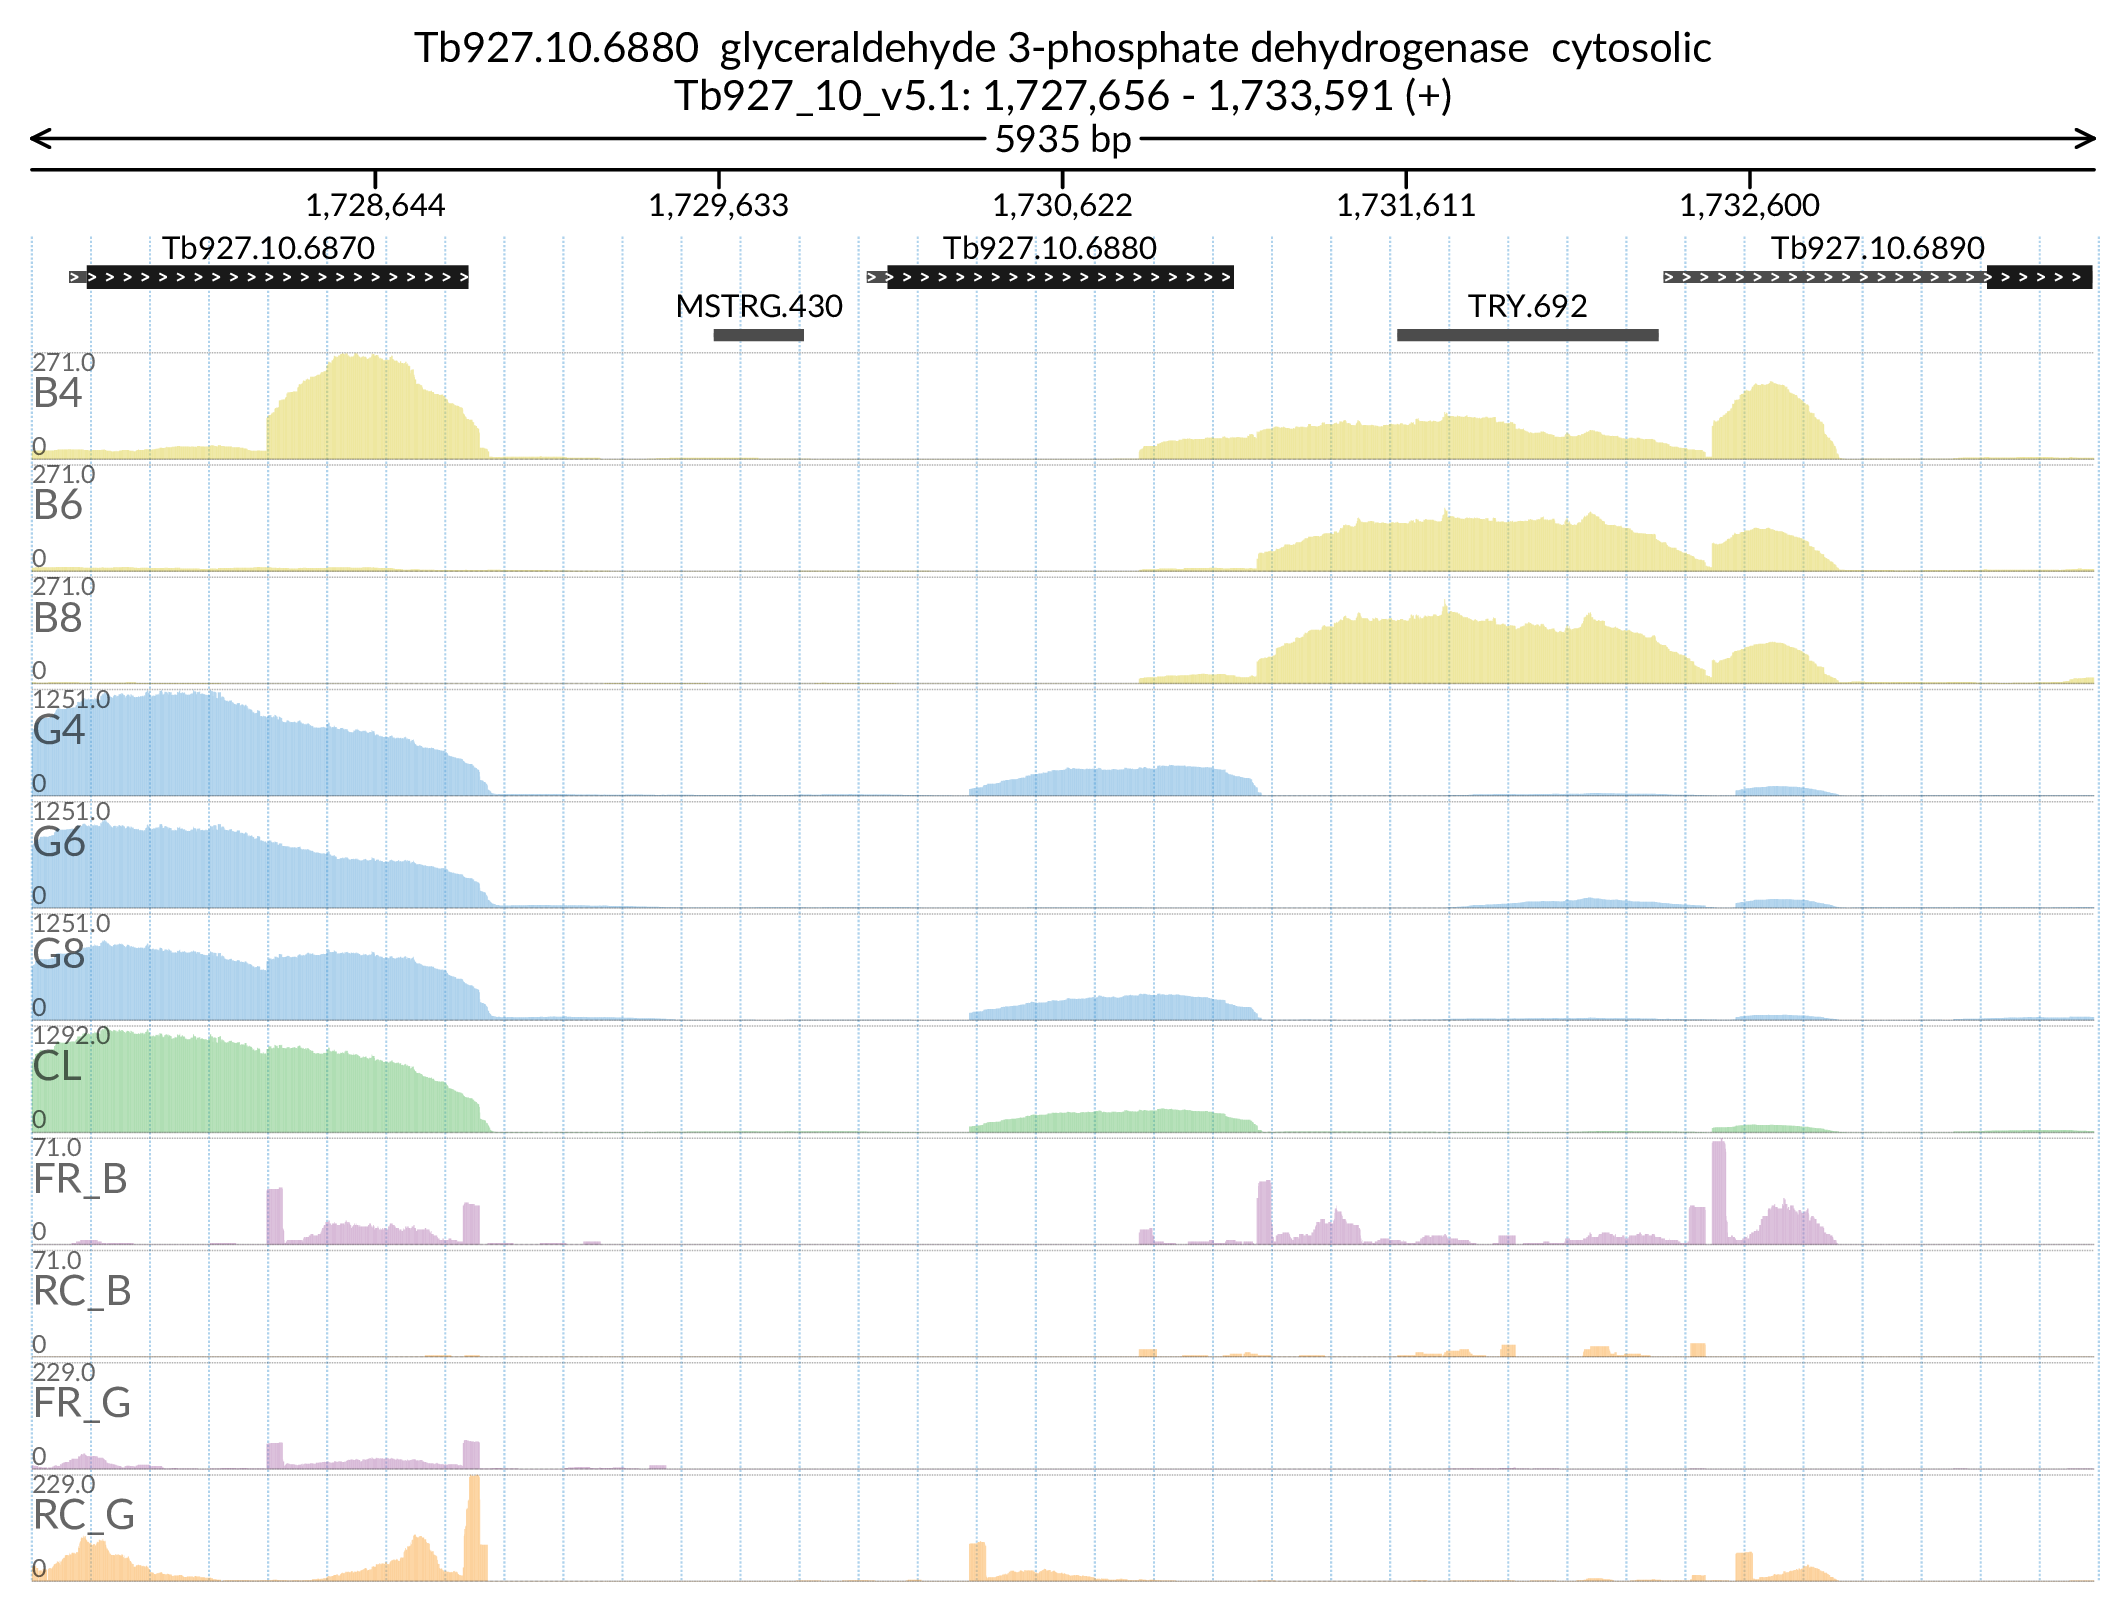 Tb927.10.6880 glyceraldehyde 3-phosphate dehydrogenase cytosolic
Tb927_10_v5.1: 1,727,656 - 1,733,591 (+)
5935 bp
1,728,644 1,729,633 1,730,622 1,731,611 1,732,600
Tb927.10.6870 Tb927.10.6880 Tb927.10.6890
MSTRG.430 TRY.692
271.0
B4
0
271.0
B6
0
271.0
B8
0
1251.0
G4
0
1251.0
G6
0
1251.0
G8
0
1292.0
CL
0
71.0
FR_B
0
71.0
RC_B
0
229.0
FR_G
0
229.0
RC_G
0